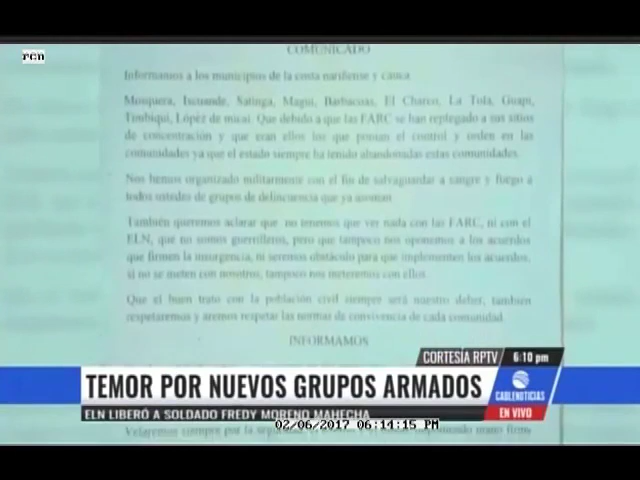 rcn
COMUNICADO
Informamos a los municipios de la costa nariñense y cauca.
Mosquera, Iscuande, Satinga, Magui, Barbacoas, El Charco, La Tola, Guapi,
Timbiqui, López de micai. Que debido a que las FARC se han replegado a sus sitios
de concentración y que eran ellos los que ponían el control y orden en las
comunidades ya que el estado siempre ha tenido abandonadas estas comunidades.
Nos hemos organizado militarmente con el fin de salvaguardar a sangre y fuego a
todos ustedes de grupos de delincuencia que ya asoman
También queremos aclarar que no tenemos que ver nada con las FARC, ni con el
ELN, que no somos guerrilleros, pero que tampoco nos oponemos a los acuerdos
que firmen la insurgencia, ni seremos obstáculo para que implementen los acuerdos,
si no se meten con nosotros, tampoco nos meteremos con ellos.
Que el buen trato con la población civil siempre será nuestro deber, también
respetaremos y aremos respetar las normas de convivencia de cada comunidad.
INFORMAMOS
CORTESÍA RPTV
6:10 pm
TEMOR POR NUEVOS GRUPOS ARMADOS
CABLENOTICIAS
ELN LIBERÓ A SOLDADO FREDY MORENO MAHECHA
EN VIVO
02/06/2017 06:14:15 PM
Velaremos siempre por la